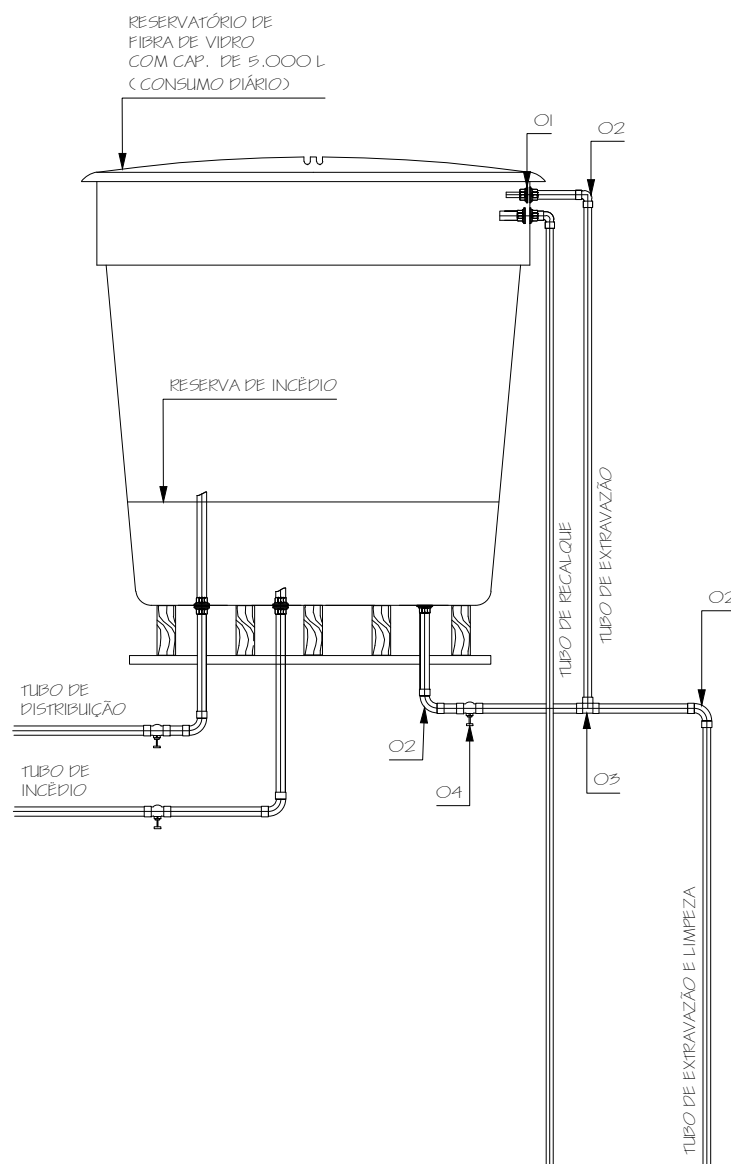 RESERVATÓRIO DE
FIBRA DE VIDRO
COM CAP. DE 5.000 L
( CONSUMO DIÁRIO)
01
02
RESERVA DE INCÊDIO
TUBO DE RECALQUE
TUBO DE EXTRAVAZÃO
02
TUBO DE
DISTRIBUIÇÃO
02
04
03
TUBO DE
INCÊDIO
TUBO DE EXTRAVAZÃO E LIMPEZA